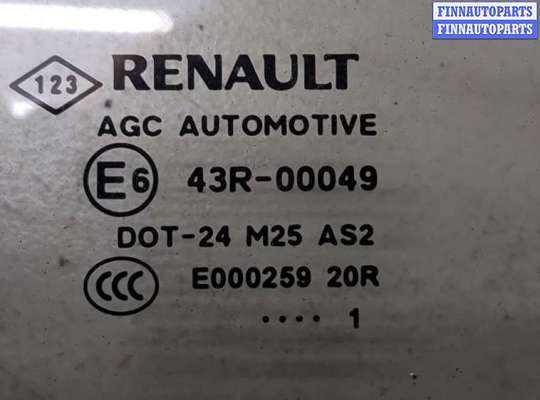 FINNAUTOPARTS
FINNAUTOPARTS
123 RENAULT
AGC AUTOMOTIVE
E6 43R-00049
DOT-24 M25 AS2
CCC E000259 20R
.... 1